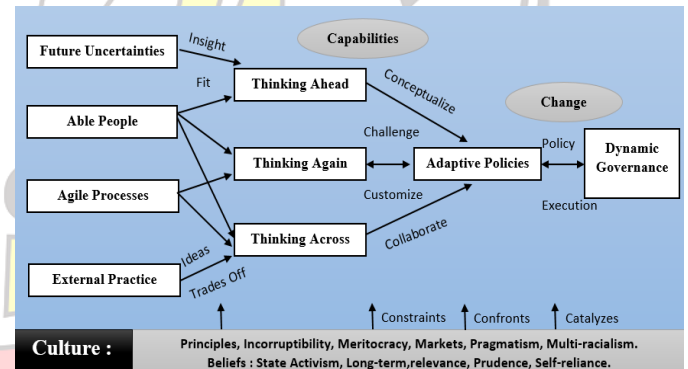 Capabilities
Future Uncertainties
Insight
Fit
Thinking Ahead
Conceptualize
Change
Able People
Challenge
Thinking Again
Adaptive Policies
Policy
Dynamic
Governance
Agile Processes
Customize
Execution
Thinking Across
Collaborate
External Practice
Ideas
Trades Off
Constraints
Confronts
Catalyzes
Culture :
Principles, Incorruptibility, Meritocracy, Markets, Pragmatism, Multi-racialism.
Beliefs : State Activism, Long-term,relevance, Prudence, Self-reliance.